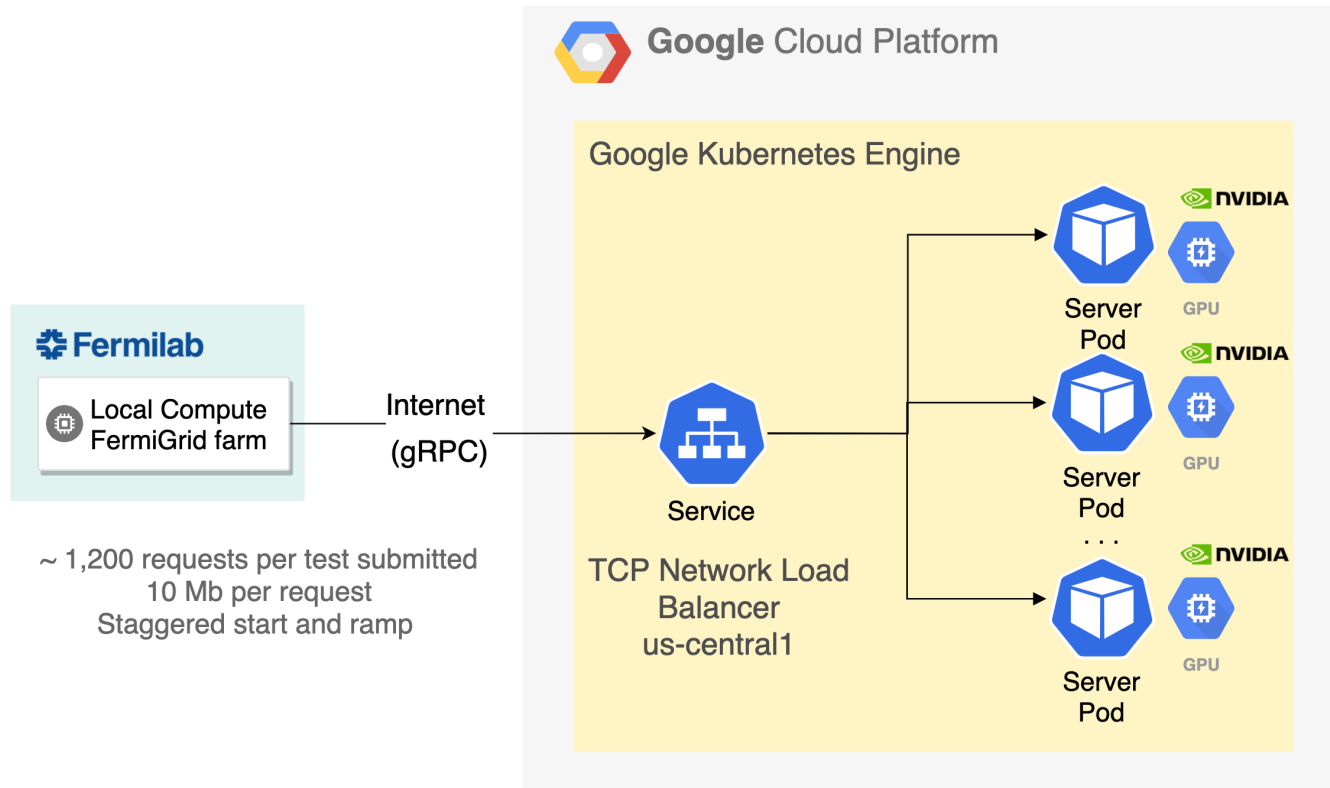 Google Cloud Platform
Google Kubernetes Engine
NVIDIA
GPU
Server
Pod
NVIDIA
GPU
Server
Pod
. . .
NVIDIA
GPU
Server
Pod
Fermilab
Local Compute
FermiGrid farm
Internet
(gRPC)
Service
TCP Network Load
Balancer
us-central1
~ 1,200 requests per test submitted
10 Mb per request
Staggered start and ramp